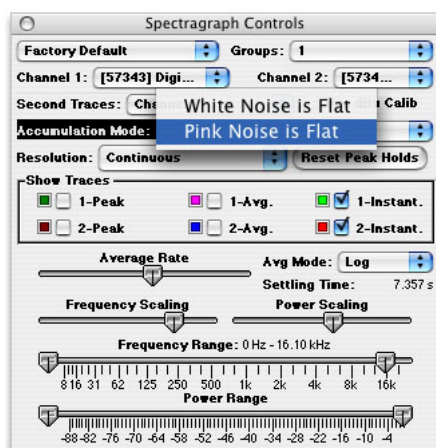 Spectragraph Controls
Factory Default Groups: 1
Channel 1: [57343] Digi... Channel 2: [5734...
Second Traces: Calib
White Noise is Flat
Accumulation Mode: Pink Noise is Flat
Resolution: Continuous Reset Peak Holds
Show Traces
1-Peak 1-Avg. 1-Instant.
2-Peak 2-Avg. 2-Instant.
Average Rate Avg Mode: Log
Settling Time: 7.357 s
Frequency Scaling Power Scaling
Frequency Range: 0 Hz - 16.10 kHz
8 16 31 62 125 250 500 1k 2k 4k 8k 16k
Power Range
-88 -82 -76 -70 -64 -58 -52 -46 -40 -34 -28 -22 -16 -10 -4